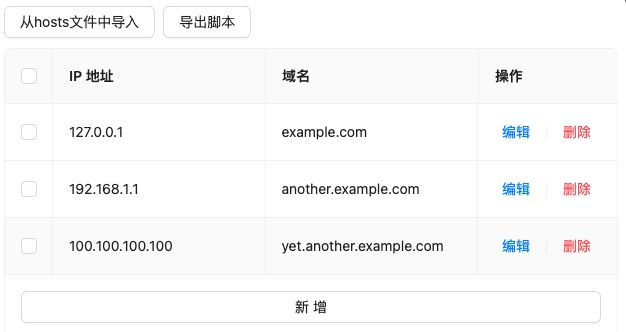 从hosts文件中导入 导出脚本
IP 地址 域名 操作
127.0.0.1 example.com 编辑 删除
192.168.1.1 another.example.com 编辑 删除
100.100.100.100 yet.another.example.com 编辑 删除
新 增